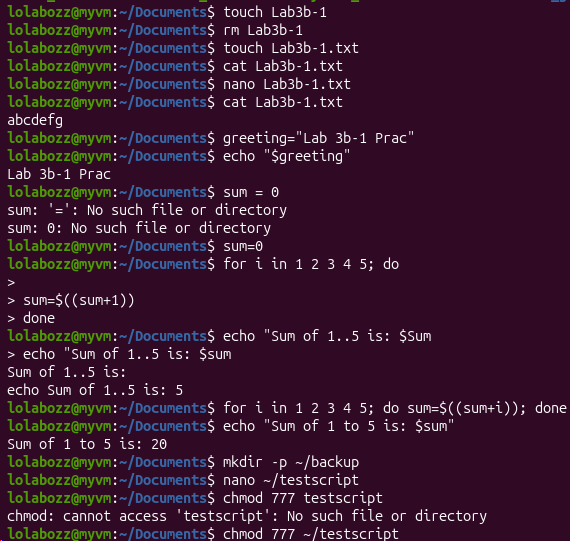 lolabozz@myvm:~/Documents$ touch Lab3b-1
lolabozz@myvm:~/Documents$ rm Lab3b-1
lolabozz@myvm:~/Documents$ touch Lab3b-1.txt
lolabozz@myvm:~/Documents$ cat Lab3b-1.txt
lolabozz@myvm:~/Documents$ nano Lab3b-1.txt
lolabozz@myvm:~/Documents$ cat Lab3b-1.txt
abcdefg
lolabozz@myvm:~/Documents$ greeting="Lab 3b-1 Prac"
lolabozz@myvm:~/Documents$ echo "$greeting"
Lab 3b-1 Prac
lolabozz@myvm:~/Documents$ sum = 0
sum: '=': No such file or directory
sum: 0: No such file or directory
lolabozz@myvm:~/Documents$ sum=0
lolabozz@myvm:~/Documents$ for i in 1 2 3 4 5; do
>
> sum=$((sum+1))
> done
lolabozz@myvm:~/Documents$ echo "Sum of 1..5 is: $Sum
> echo "Sum of 1..5 is: $sum
Sum of 1..5 is:
echo Sum of 1..5 is: 5
lolabozz@myvm:~/Documents$ for i in 1 2 3 4 5; do sum=$((sum+i)); done
lolabozz@myvm:~/Documents$ echo "Sum of 1 to 5 is: $sum"
Sum of 1 to 5 is: 20
lolabozz@myvm:~/Documents$ mkdir -p ~/backup
lolabozz@myvm:~/Documents$ nano ~/testscript
lolabozz@myvm:~/Documents$ chmod 777 testscript
chmod: cannot access 'testscript': No such file or directory
lolabozz@myvm:~/Documents$ chmod 777 ~/testscript